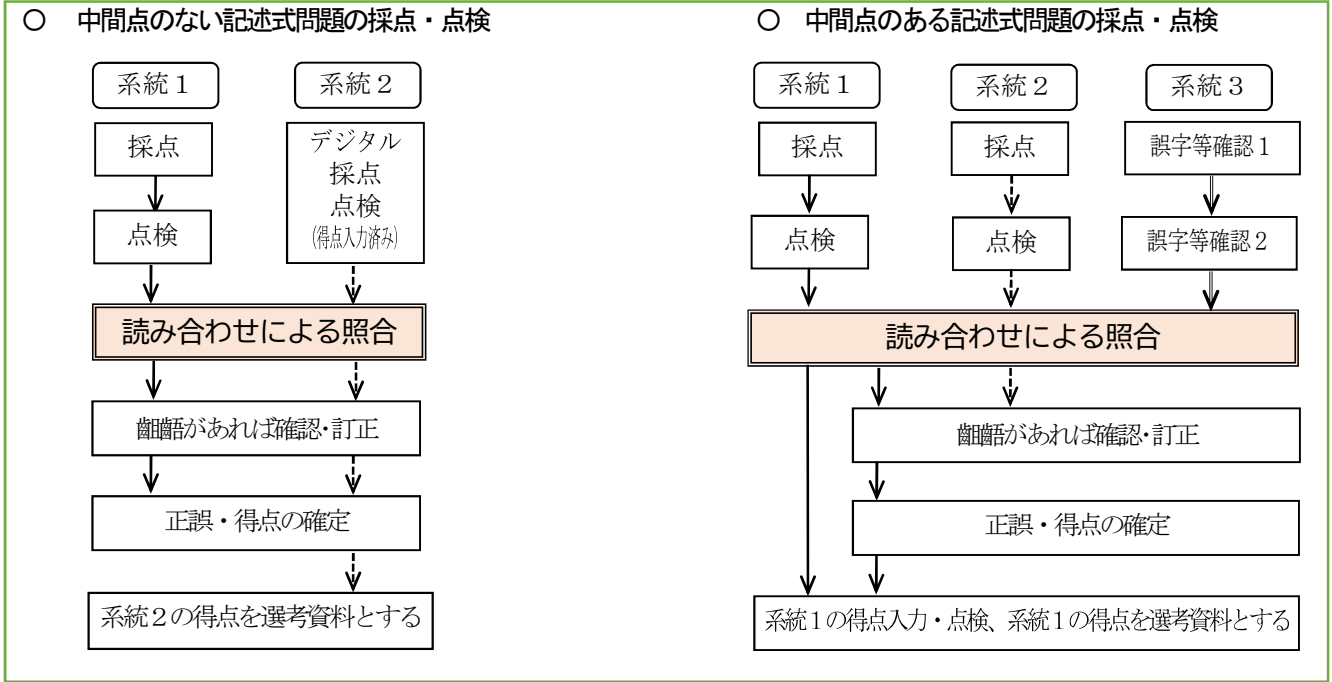 ○ 中間点のない記述式問題の採点・点検
系統１ 系統２
採点
点検
デジタル
採点
点検
(得点入力済み)
読み合わせによる照合
齟齬があれば確認・訂正
正誤・得点の確定
系統２の得点を選考資料とする
○ 中間点のある記述式問題の採点・点検
系統１ 系統２ 系統３
採点 採点 誤字等確認１
点検 点検 誤字等確認２
読み合わせによる照合
齟齬があれば確認・訂正
正誤・得点の確定
系統１の得点入力・点検、系統１の得点を選考資料とする